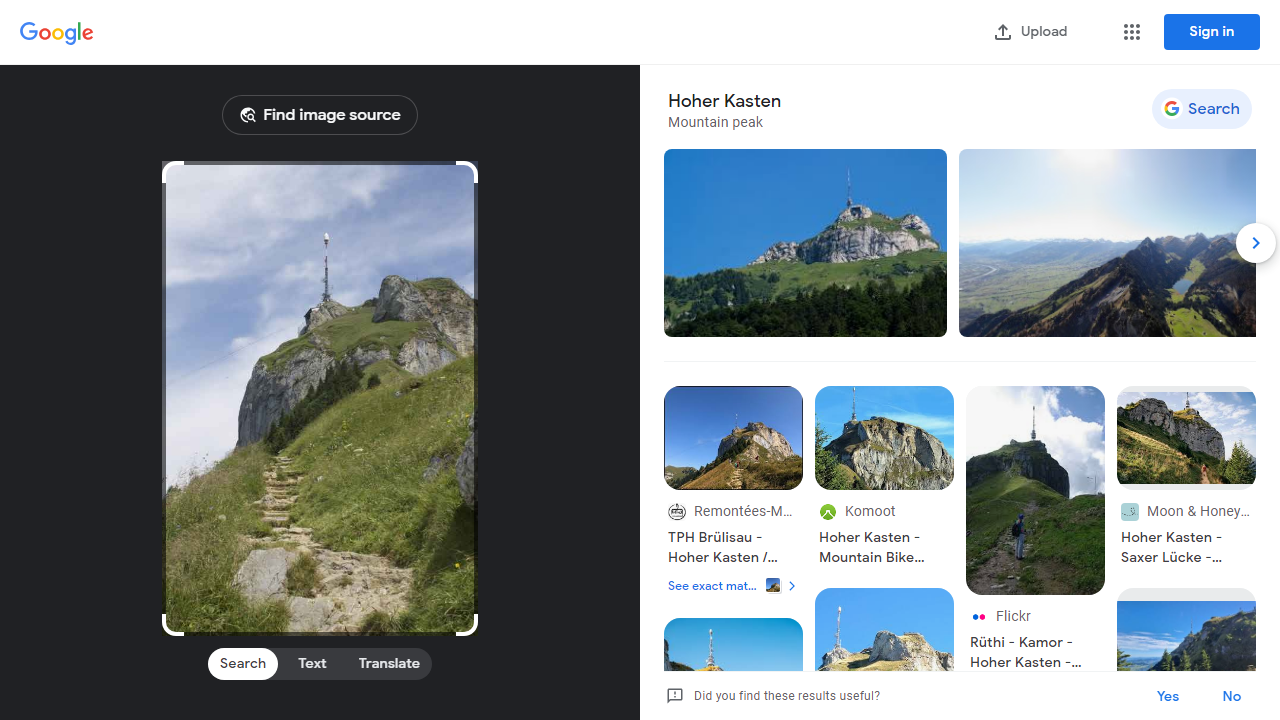 Google
Upload
Sign in
Find image source
Search
Text
Translate
Hoher Kasten
Mountain peak
Search
Remontées-M...
TPH Brülisau -
Hoher Kasten /...
See exact mat...
Komoot
Hoher Kasten -
Mountain Bike...
Flickr
Rüthi - Kamor -
Hoher Kasten -...
Moon & Honey...
Hoher Kasten -
Saxer Lücke -...
Did you find these results useful?
Yes
No